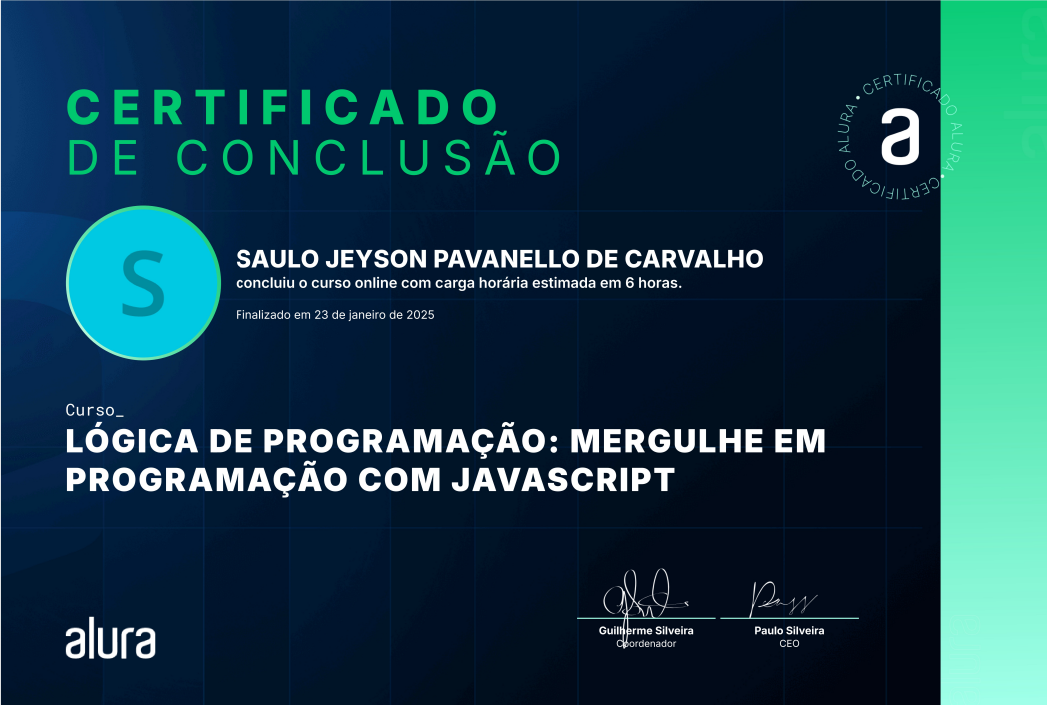 CERTIFICADO
DE CONCLUSÃO
• CERTIFICADO ALURA • CERTIFICADO ALURA
a
S
SAULO JEYSON PAVANELLO DE CARVALHO
concluiu o curso online com carga horária estimada em 6 horas.
Finalizado em 23 de janeiro de 2025
Curso_
LÓGICA DE PROGRAMAÇÃO: MERGULHE EM
PROGRAMAÇÃO COM JAVASCRIPT
Guilherme Silveira
Coordenador
Paulo Silveira
CEO
alura